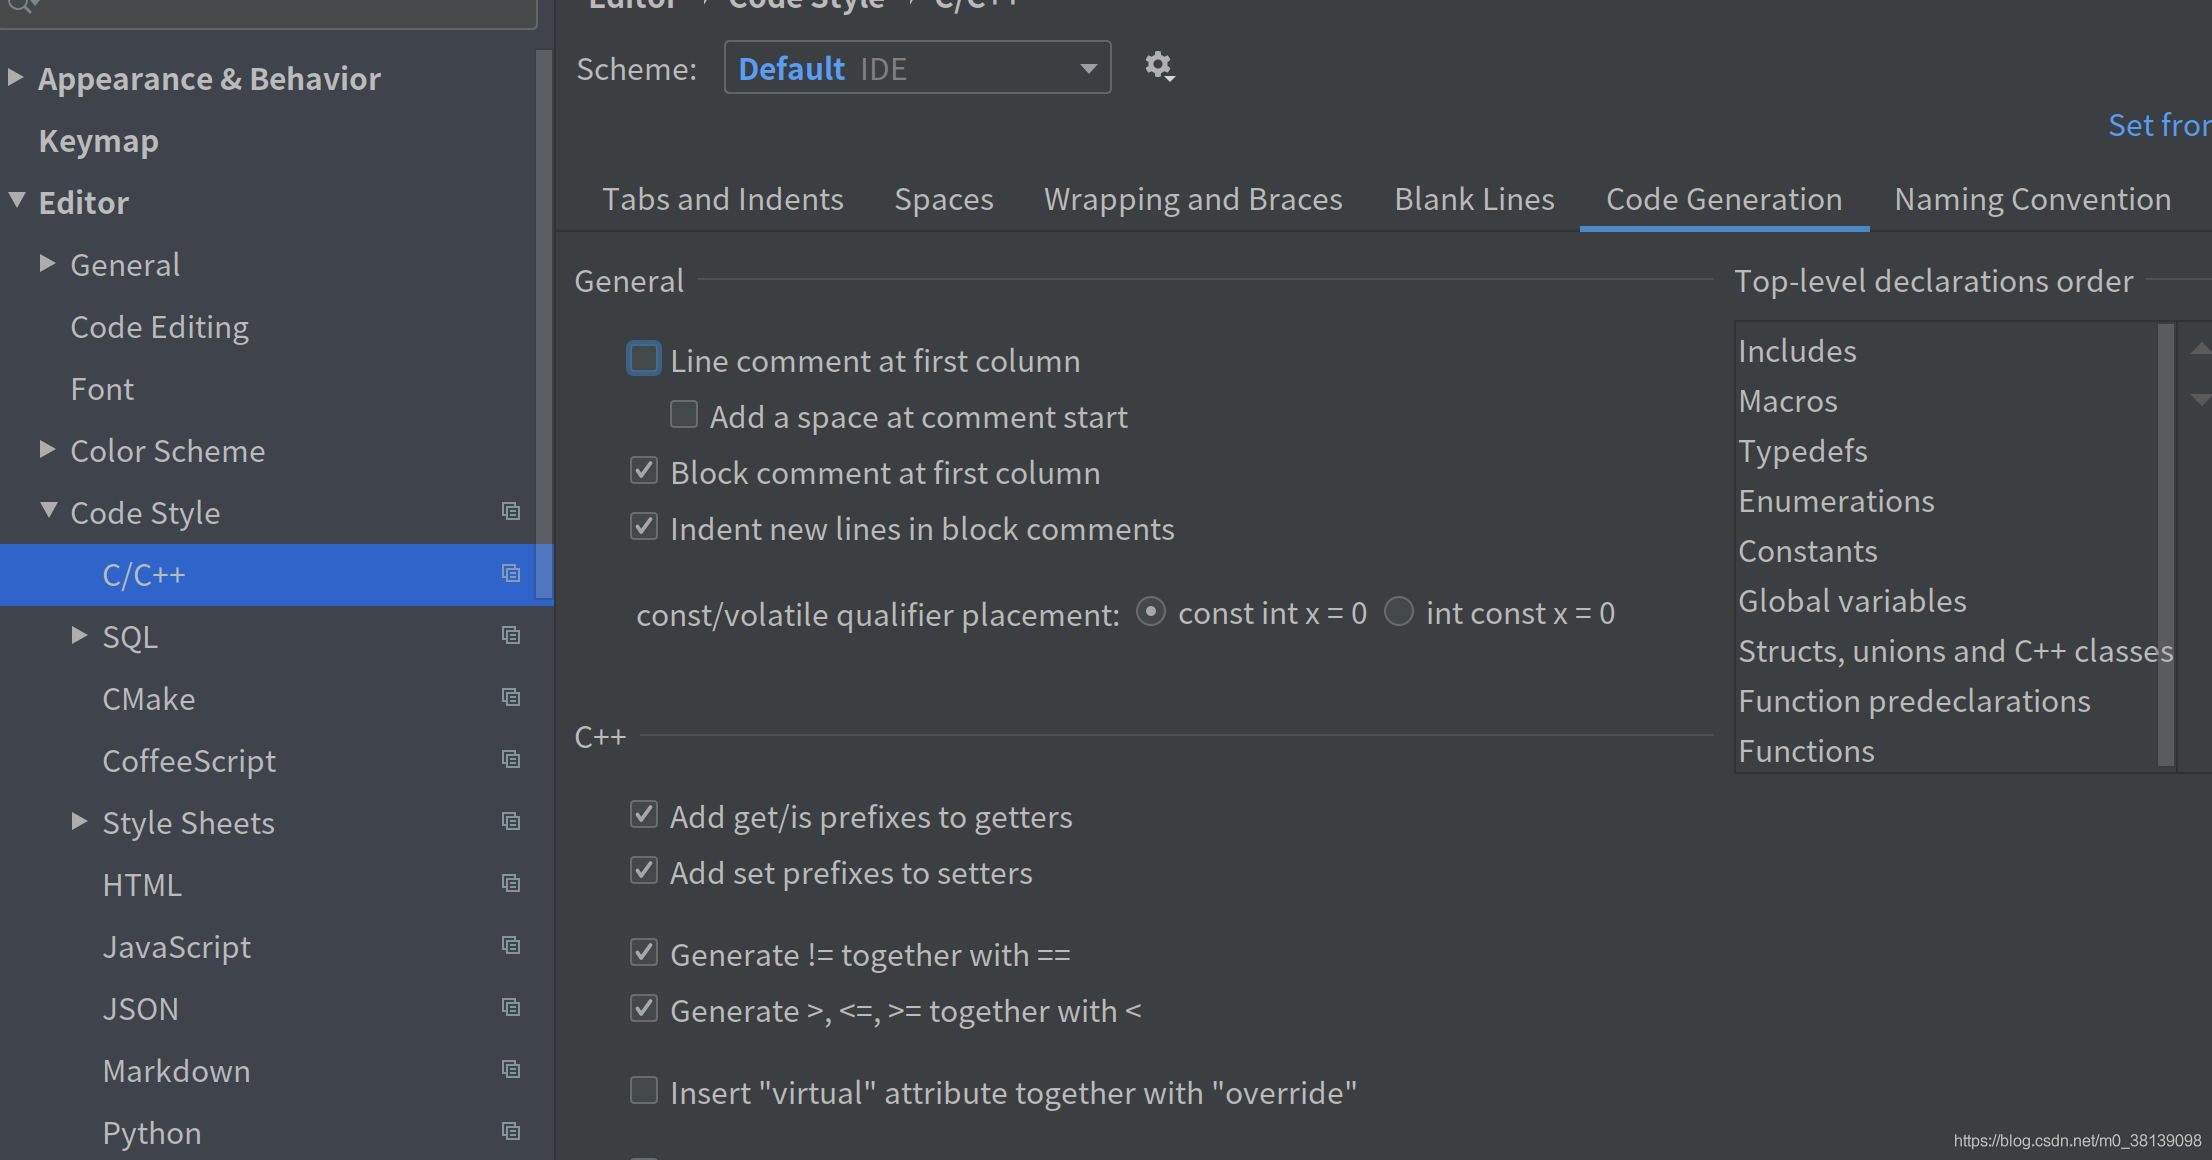 Editor › Code Style › C/C++
Scheme: Default IDE
Set fror
Appearance & Behavior
Keymap
Editor
General
Code Editing
Font
Color Scheme
Code Style
C/C++
SQL
CMake
CoffeeScript
Style Sheets
HTML
JavaScript
JSON
Markdown
Python
Tabs and Indents
Spaces
Wrapping and Braces
Blank Lines
Code Generation
Naming Convention
General
Line comment at first column
Add a space at comment start
Block comment at first column
Indent new lines in block comments
const/volatile qualifier placement: const int x = 0 int const x = 0
C++
Add get/is prefixes to getters
Add set prefixes to setters
Generate != together with ==
Generate >, <=, >= together with <
Insert "virtual" attribute together with "override"
Top-level declarations order
Includes
Macros
Typedefs
Enumerations
Constants
Global variables
Structs, unions and C++ classes
Function predeclarations
Functions
https://blog.csdn.net/m0_38139098